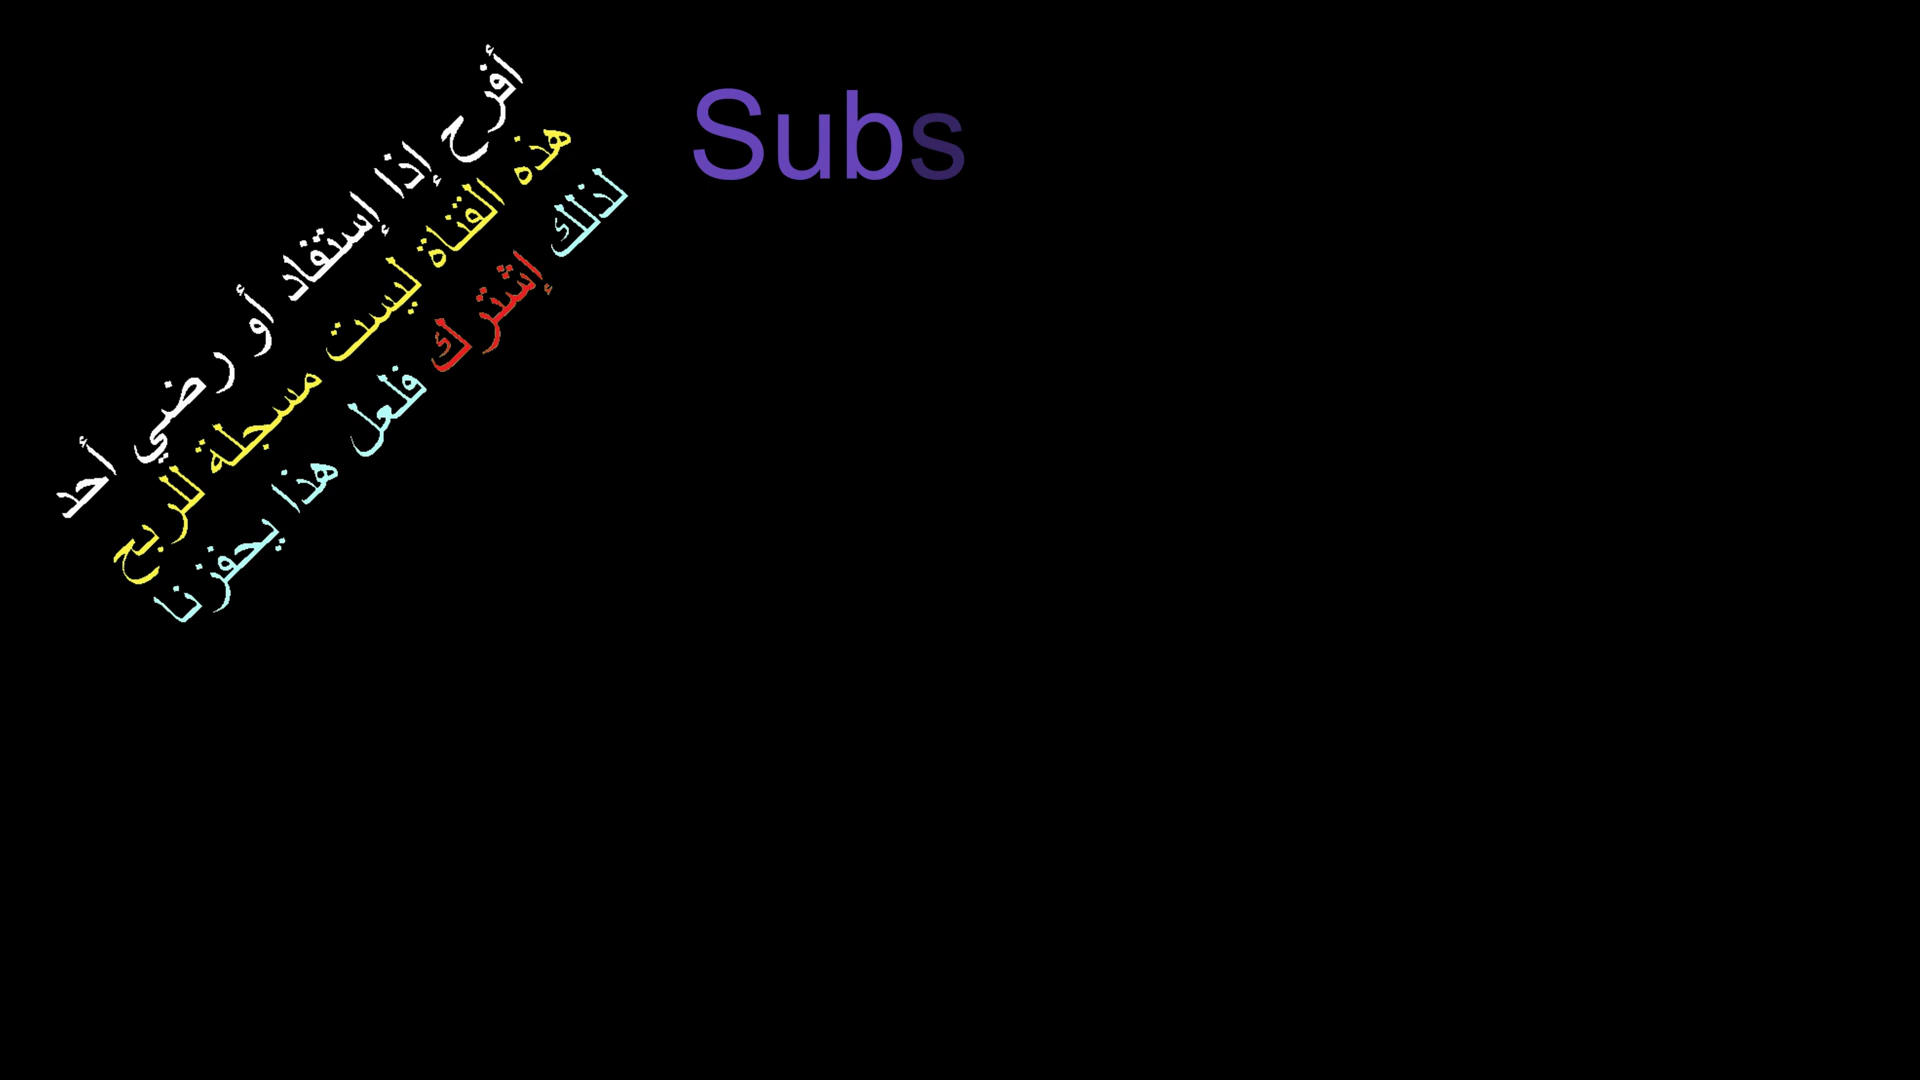 أفرح إذا إستفاد أو رضي أحد
هذه القناة ليست مسجلة للربح
لذلك إشترك فلعل هذا يحفزنا
Subs